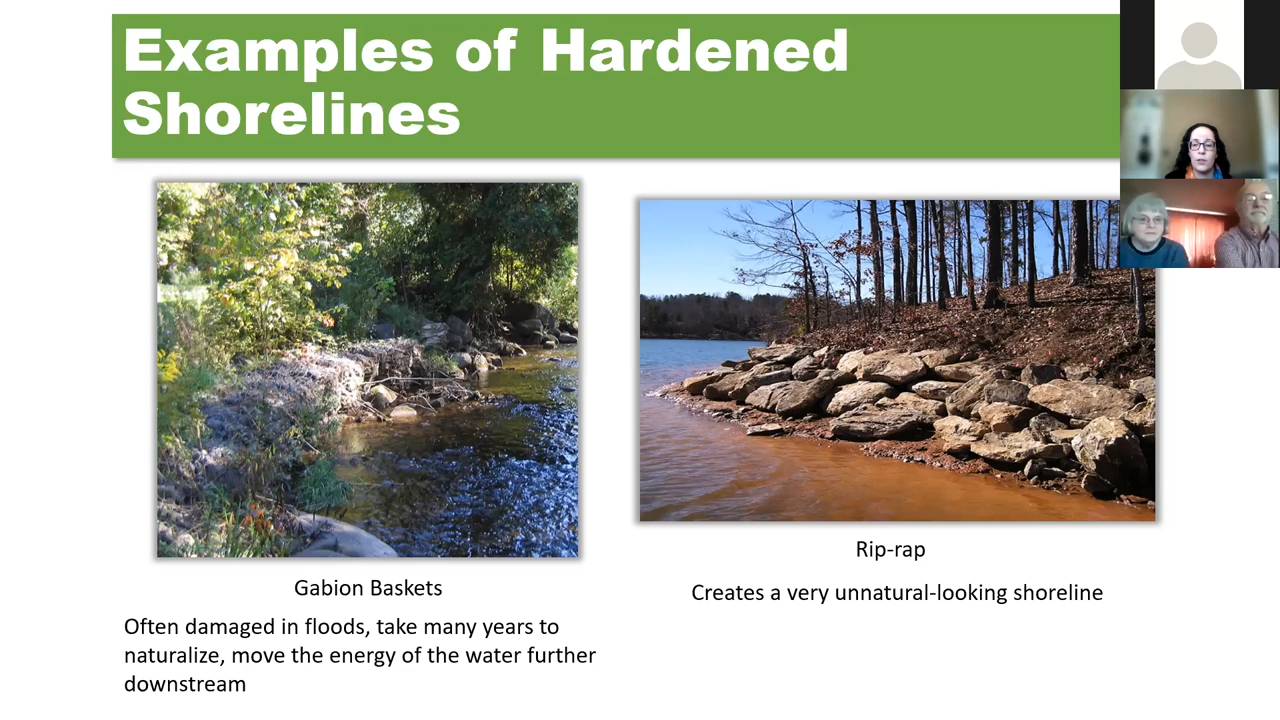 Examples of Hardened
Shorelines
Gabion Baskets
Often damaged in floods, take many years to
naturalize, move the energy of the water further
downstream
Rip-rap
Creates a very unnatural-looking shoreline